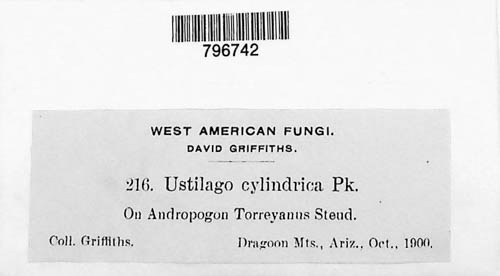 796742
WEST AMERICAN FUNGI.
DAVID GRIFFITHS.
216. Ustilago cylindrica Pk.
On Andropogon Torreyanus Steud.
Coll. Griffiths. Dragoon Mts., Ariz., Oct., 1900.